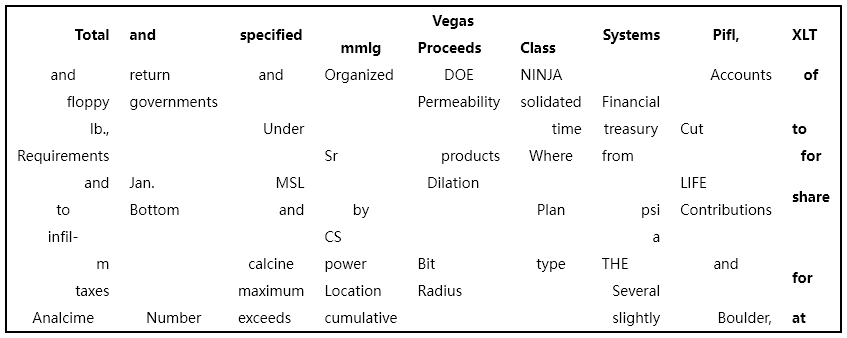 Total and specified mmlg Vegas Proceeds Class Systems Pifl, XLT
and return and Organized DOE NINJA Accounts of
floppy governments Permeability solidated Financial
lb., Under time treasury Cut to
Requirements Sr products Where from for
and Jan. MSL Dilation LIFE share
to Bottom and by Plan psi Contributions
infil- CS a
m calcine power Bit type THE and for
taxes maximum Location Radius Several
Analcime Number exceeds cumulative slightly Boulder, at